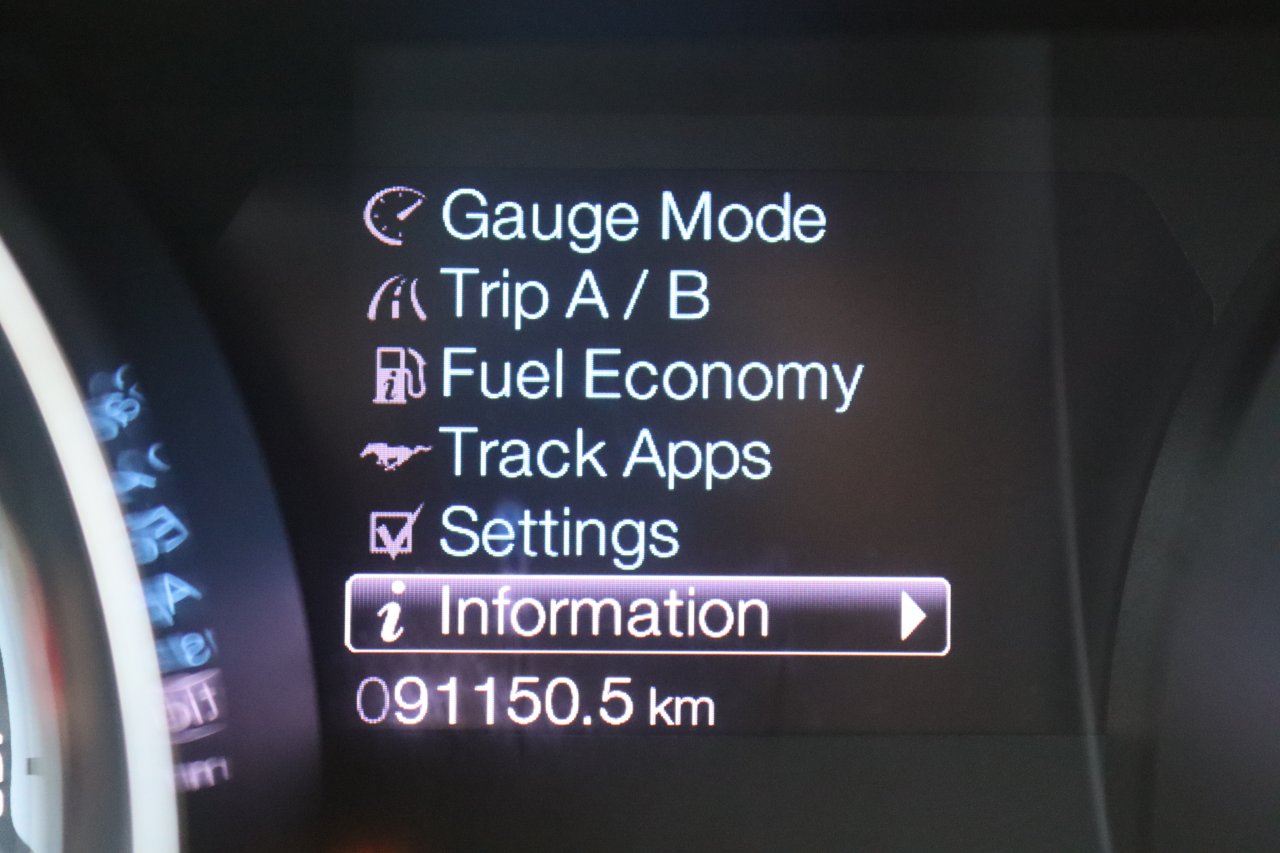 Gauge Mode
Trip A / B
Fuel Economy
Track Apps
Settings
i Information
091150.5 km